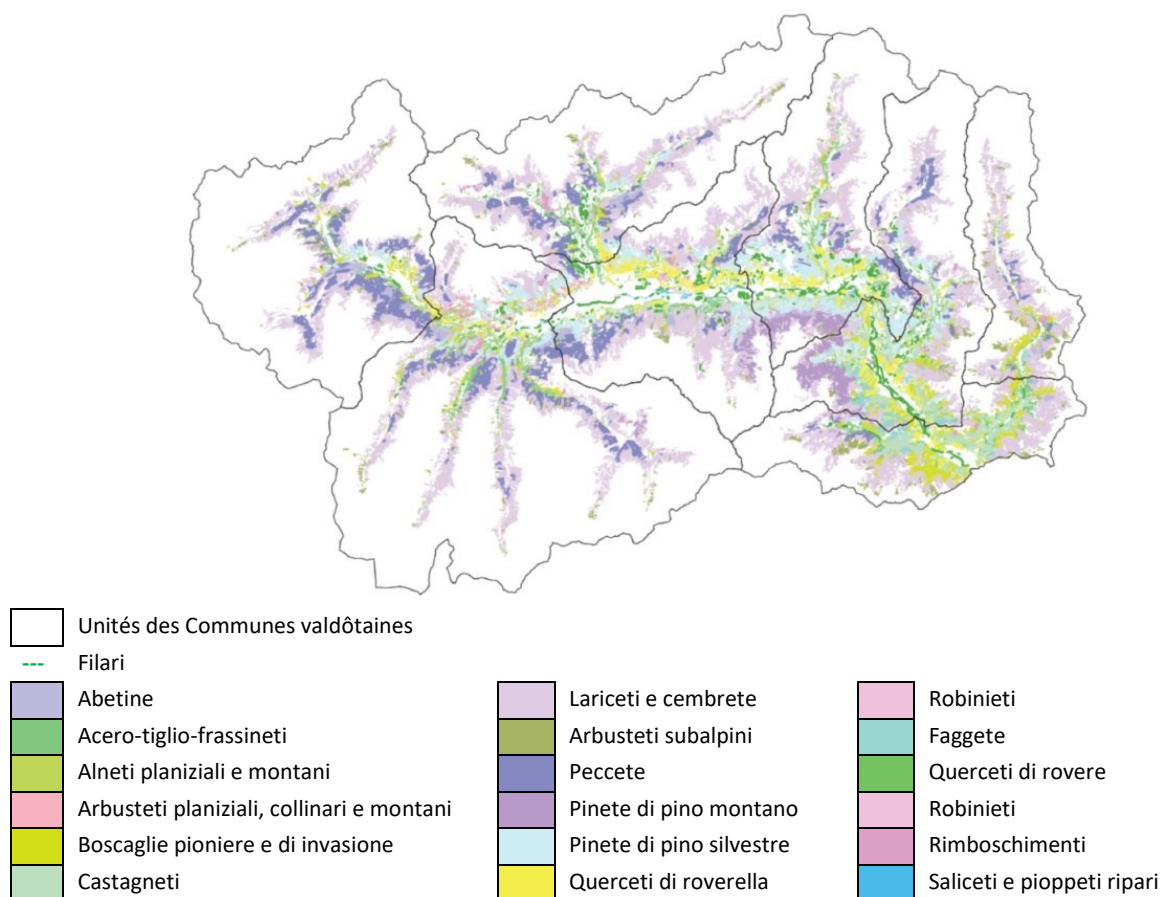 Unités des Communes valdôtaines
Filari
Abetine
Acero-tiglio-frassineti
Alneti planiziali e montani
Arbusteti planiziali, collinari e montani
Boscaglie pioniere e di invasione
Castagneti
Lariceti e cembrete
Arbusteti subalpini
Peccete
Pinete di pino montano
Pinete di pino silvestre
Querceti di roverella
Robinieti
Faggete
Querceti di rovere
Robinieti
Rimboschimenti
Saliceti e pioppeti ripari